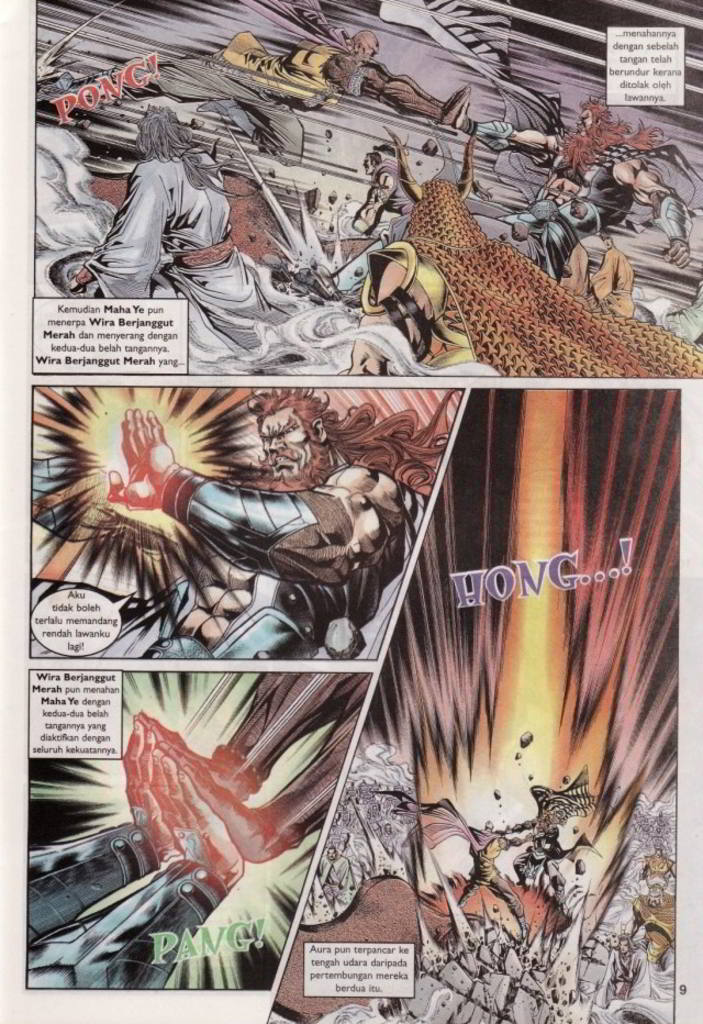 PONG!
Kemudian Maha Ye pun
menerpa Wira Berjanggut
Merah dan menyerang dengan
kedua-dua belah tangannya.
Wira Berjanggut Merah yang...
...menahannya
dengan sebelah
tangan telah
berundur kerana
ditolak oleh
lawannya.
Aku
tidak boleh
terlalu memandang
rendah lawanku
lagi!
Wira Berjanggut
Merah pun menahan
Maha Ye dengan
kedua-dua belah
tangannya yang
diaktifkan dengan
seluruh kekuatannya.
PANG!
HONG...!
Aura pun terpancar ke
tengah udara daripada
pertembungan mereka
berdua itu.
9